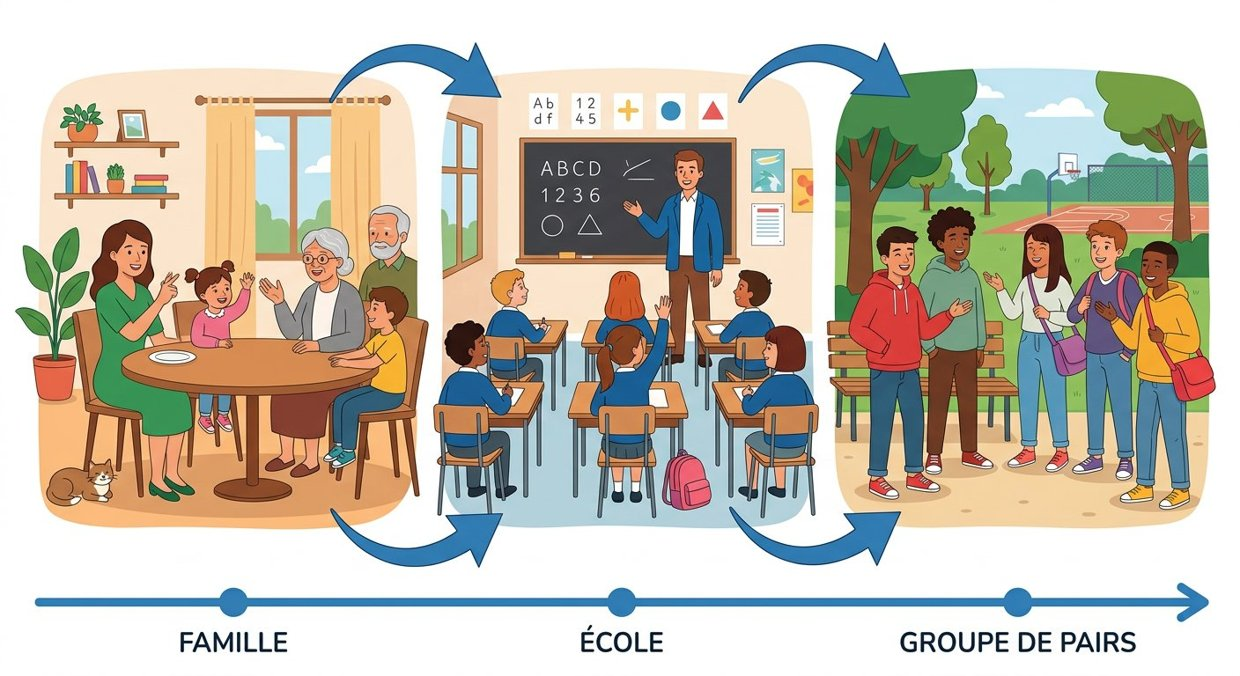 Ab
df
12
45
ABCD
1236
FAMILLE
ÉCOLE
GROUPE DE PAIRS